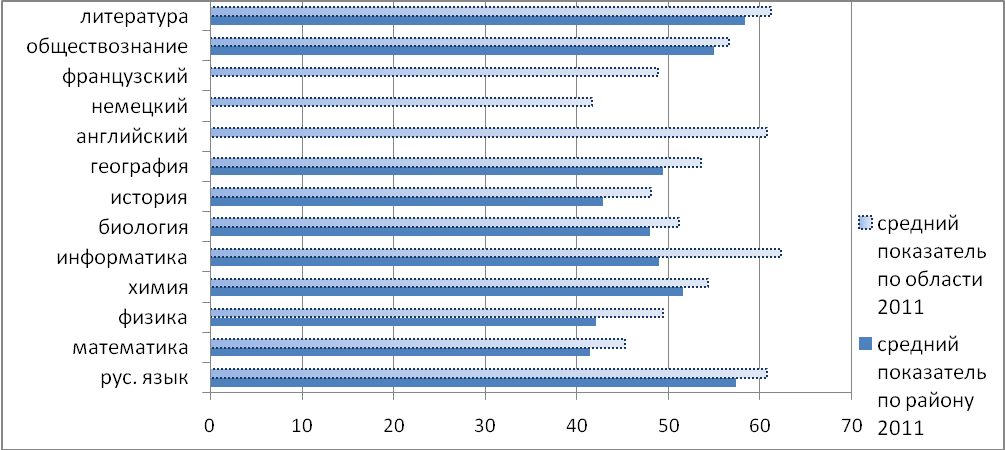 литература
обществознание
французский
немецкий
английский
география
история
биология
информатика
химия
физика
математика
рус. язык
0 10 20 30 40 50 60 70
средний
показатель
по области
2011
средний
показатель
по району
2011